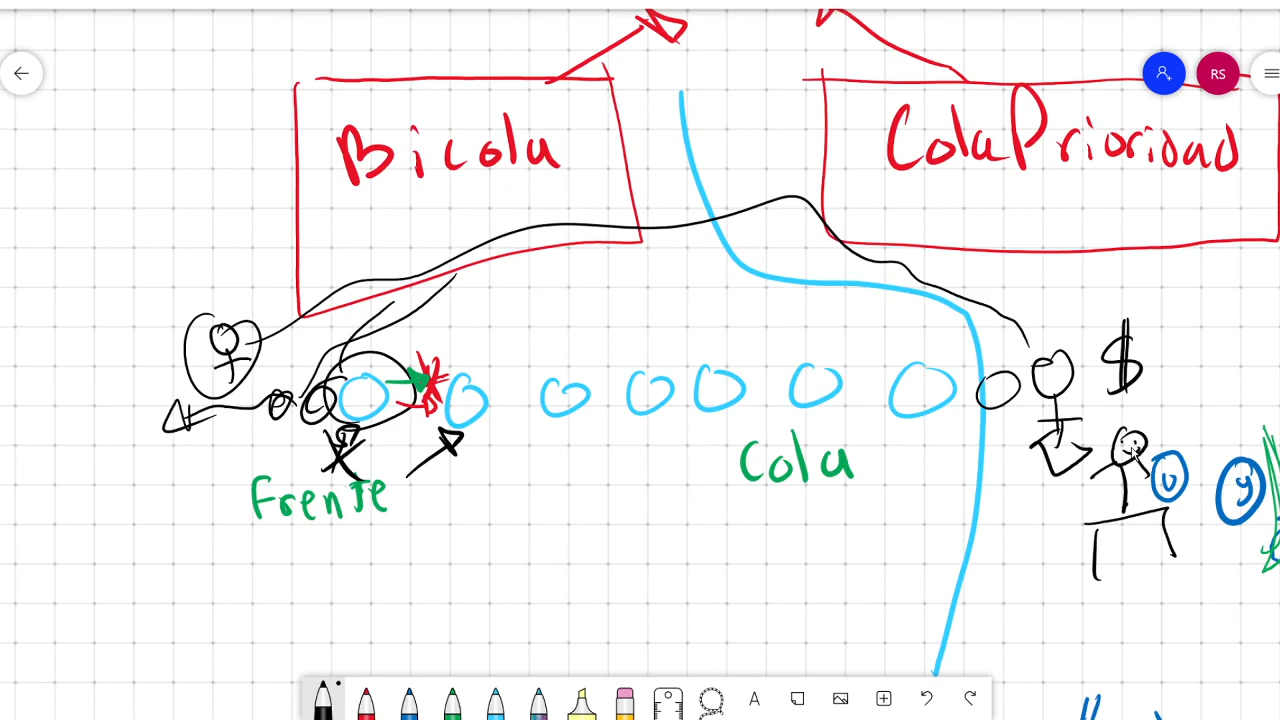 RS
Bicola
ColaPrioridad
$
Cola
Frente
υ
y
A